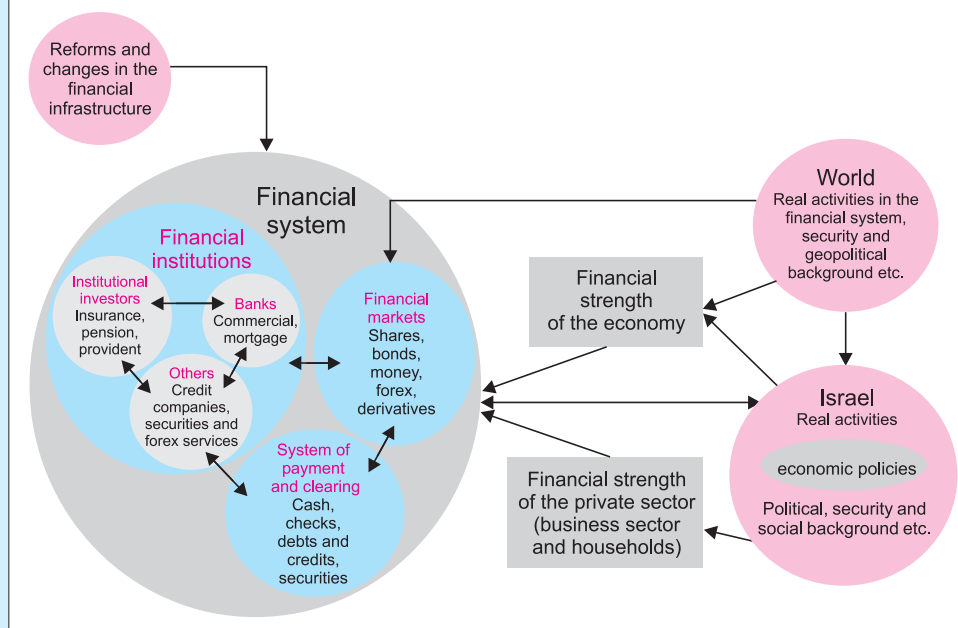 Reforms and
changes in the
financial
infrastructure
Financial
system
Financial
institutions
Institutional
investors
Insurance,
pension,
provident
Banks
Commercial,
mortgage
Others
Credit
companies,
securities and
forex services
Financial
markets
Shares,
bonds,
money,
forex,
derivatives
System of
payment
and clearing
Cash,
checks,
debts and
credits,
securities
Financial
strength
of the economy
Financial strength
of the private sector
(business sector
and households)
World
Real activities in the
financial system,
security and
geopolitical
background etc.
Israel
Real activities
economic policies
Political, security and
social background etc.